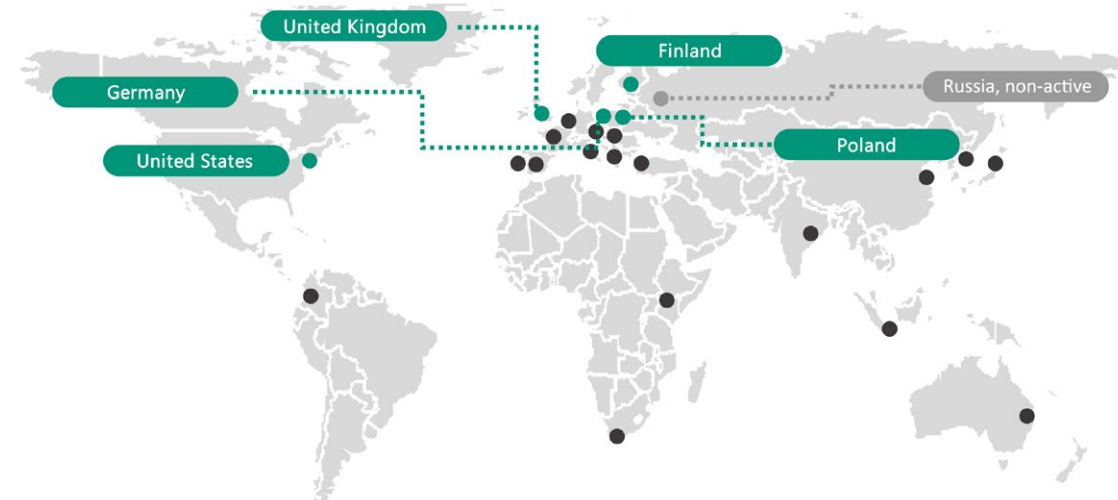 United Kingdom
Finland
Germany
Russia, non-active
United States
Poland